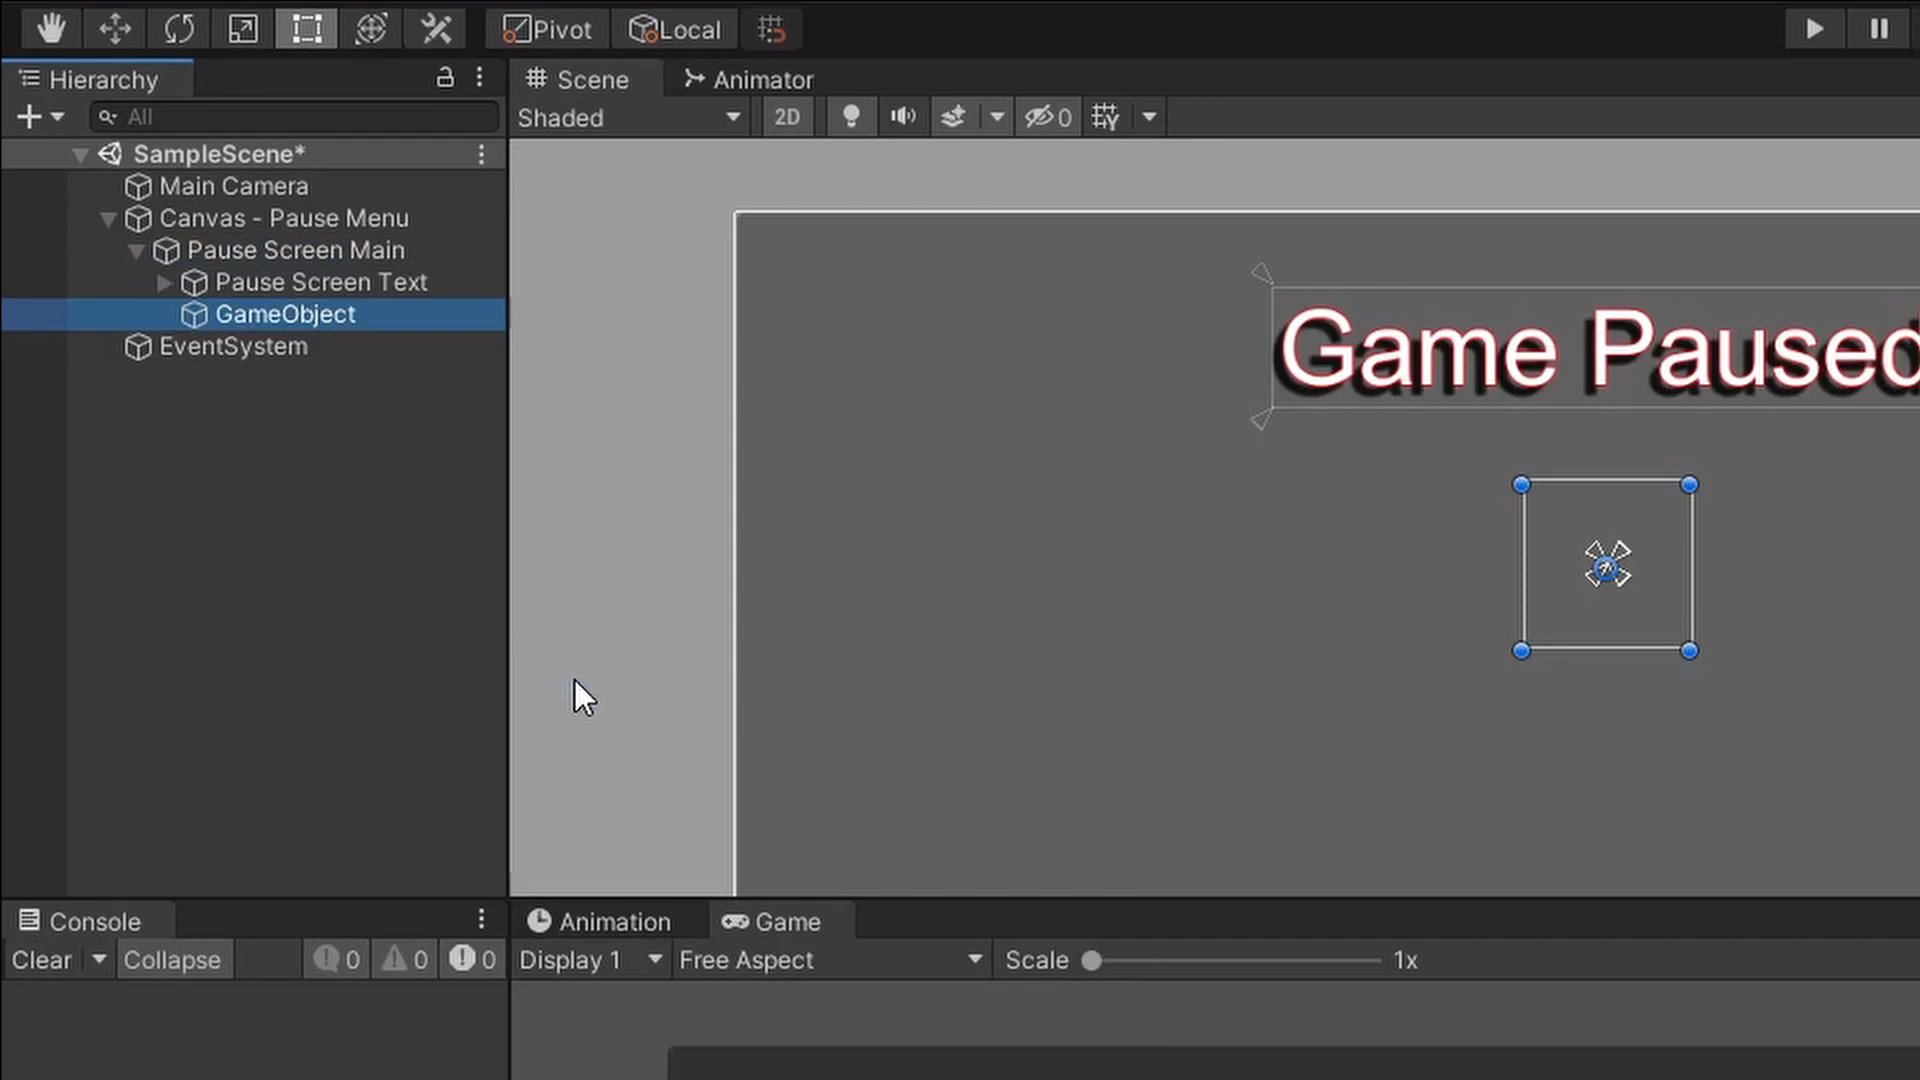 Pivot Local
Hierarchy
All
SampleScene*
Main Camera
Canvas - Pause Menu
Pause Screen Main
Pause Screen Text
GameObject
EventSystem
Scene Animator
Shaded 2D 0
Game Paused
Console
Clear Collapse 0 0 0
Animation Game
Display 1 Free Aspect Scale 1x